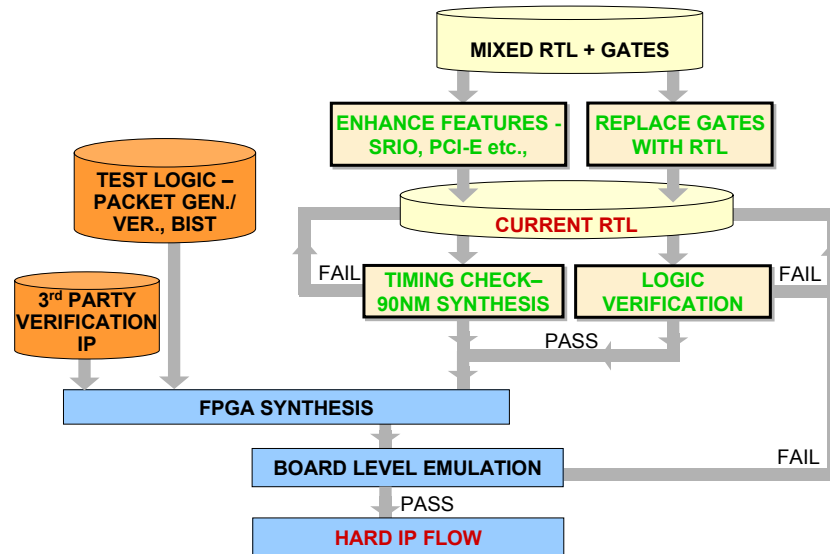 MIXED RTL + GATES
ENHANCE FEATURES -
SRIO, PCI-E etc.,
REPLACE GATES
WITH RTL
TEST LOGIC –
PACKET GEN./
VER., BIST
CURRENT RTL
FAIL
TIMING CHECK–
90NM SYNTHESIS
LOGIC
VERIFICATION
FAIL
3rd PARTY
VERIFICATION
IP
PASS
FPGA SYNTHESIS
BOARD LEVEL EMULATION
FAIL
PASS
HARD IP FLOW